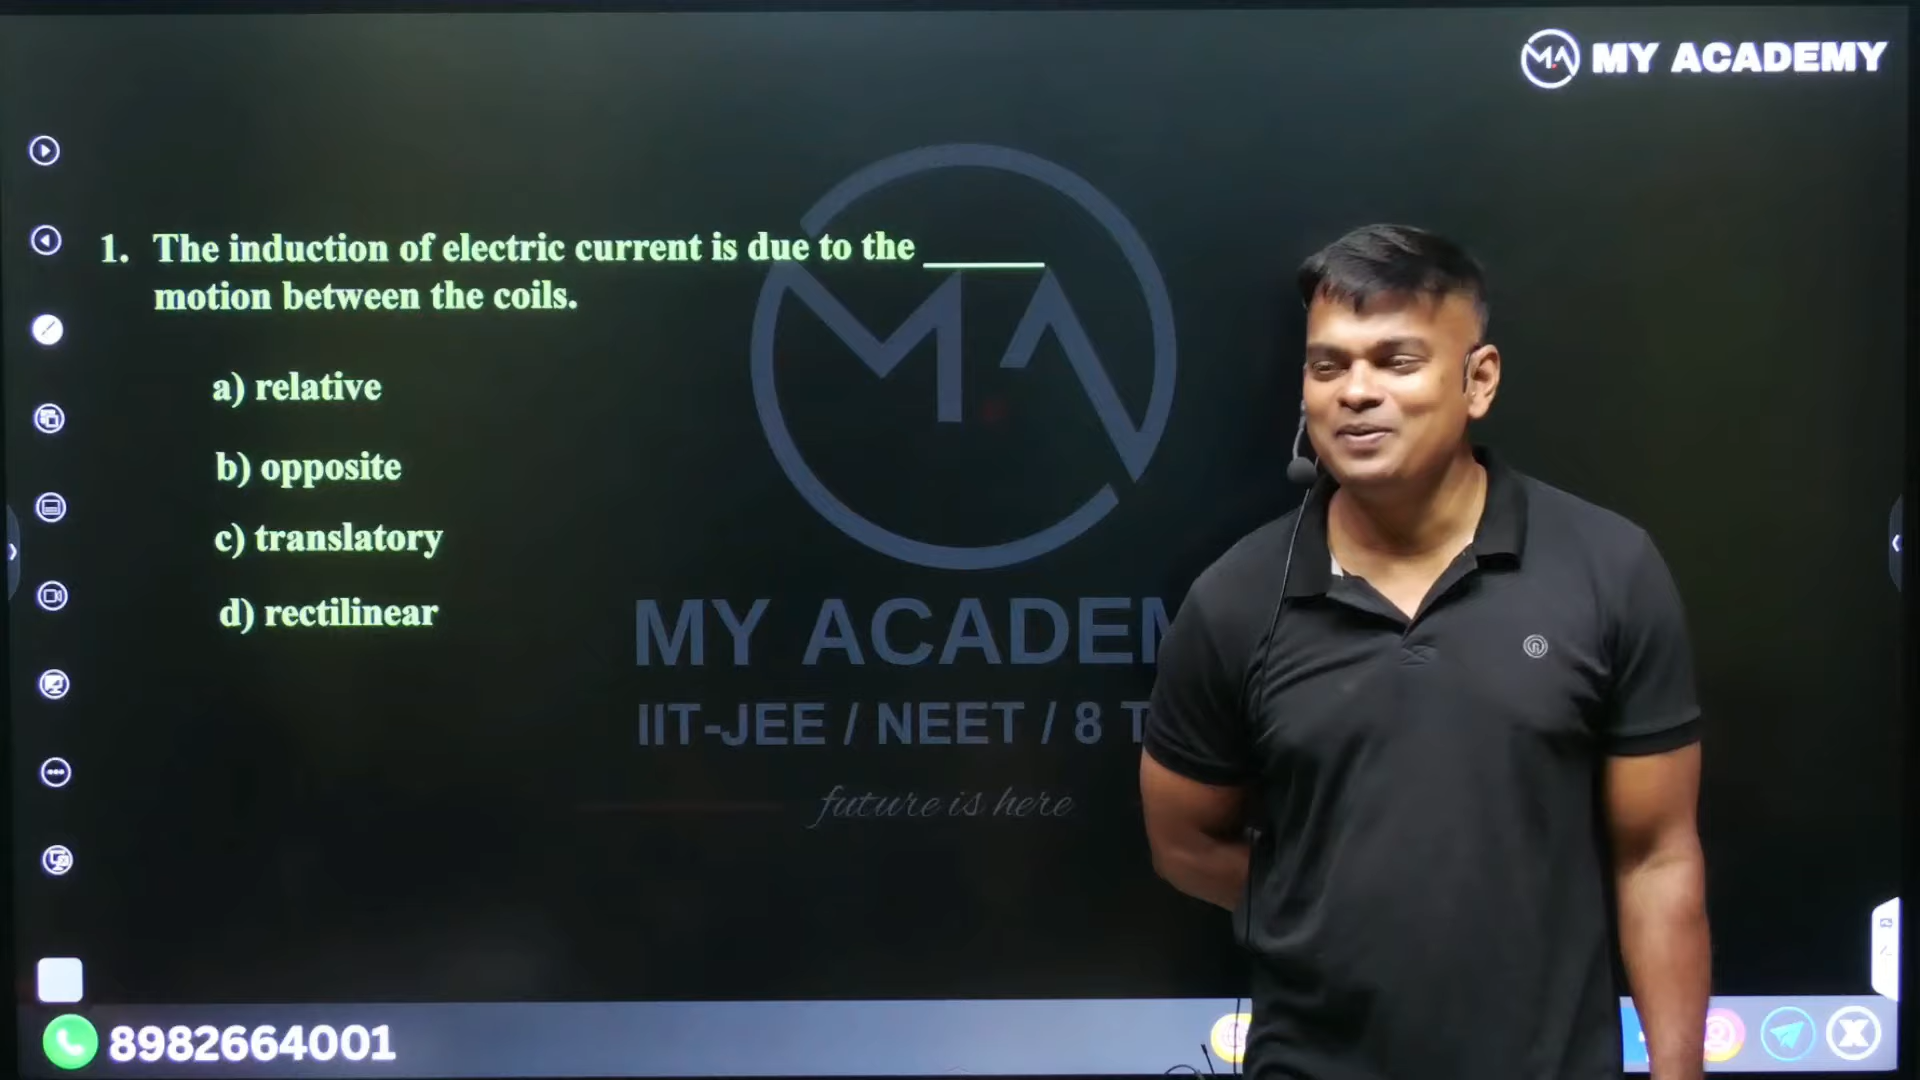 MY ACADEMY
1. The induction of electric current is due to the ______
motion between the coils.
a) relative
b) opposite
c) translatory
d) rectilinear
MY ACADEM
IIT-JEE / NEET / 8 T
future is here
8982664001